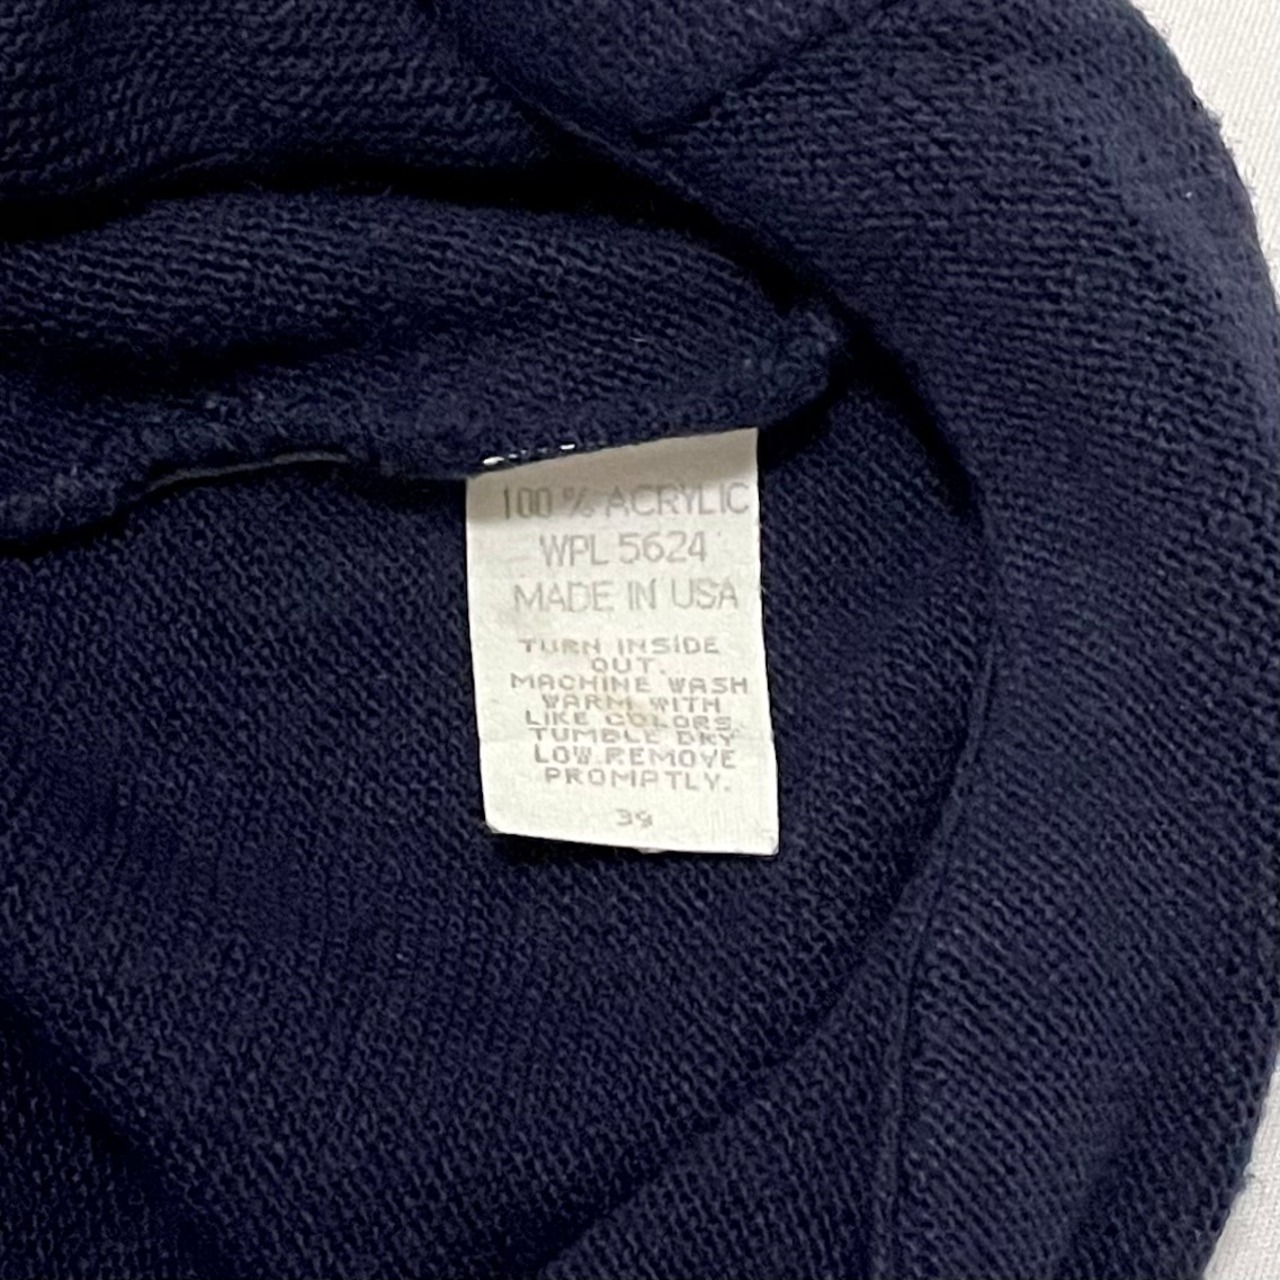 100 % ACRYLIC
WPL 5624
MADE IN USA
TURN INSIDE
OUT.
MACHINE WASH
WARM WITH
LIKE COLORS
TUMBLE DRY
LOW.REMOVE
PROMPTLY.
39